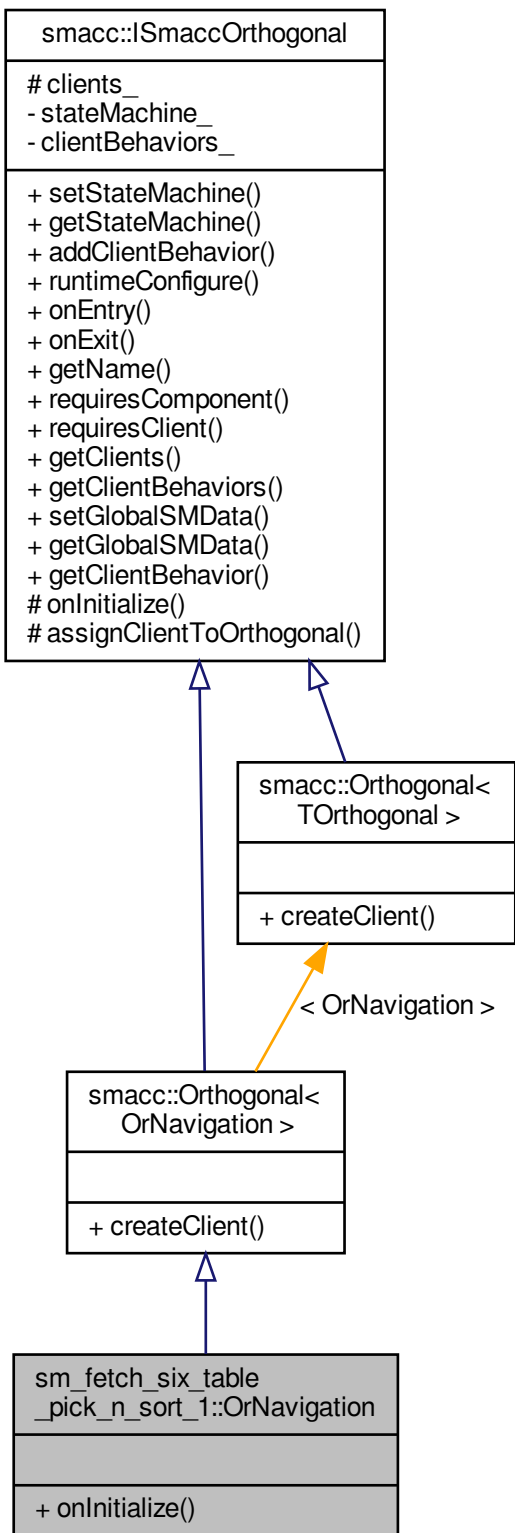 smacc::ISmaccOrthogonal
# clients_
- stateMachine_
- clientBehaviors_
+ setStateMachine()
+ getStateMachine()
+ addClientBehavior()
+ runtimeConfigure()
+ onEntry()
+ onExit()
+ getName()
+ requiresComponent()
+ requiresClient()
+ getClients()
+ getClientBehaviors()
+ setGlobalSMData()
+ getGlobalSMData()
+ getClientBehavior()
# onInitialize()
# assignClientToOrthogonal()
smacc::Orthogonal<
TOrthogonal >
+ createClient()
< OrNavigation >
smacc::Orthogonal<
OrNavigation >
+ createClient()
sm_fetch_six_table
_pick_n_sort_1::OrNavigation
+ onInitialize()